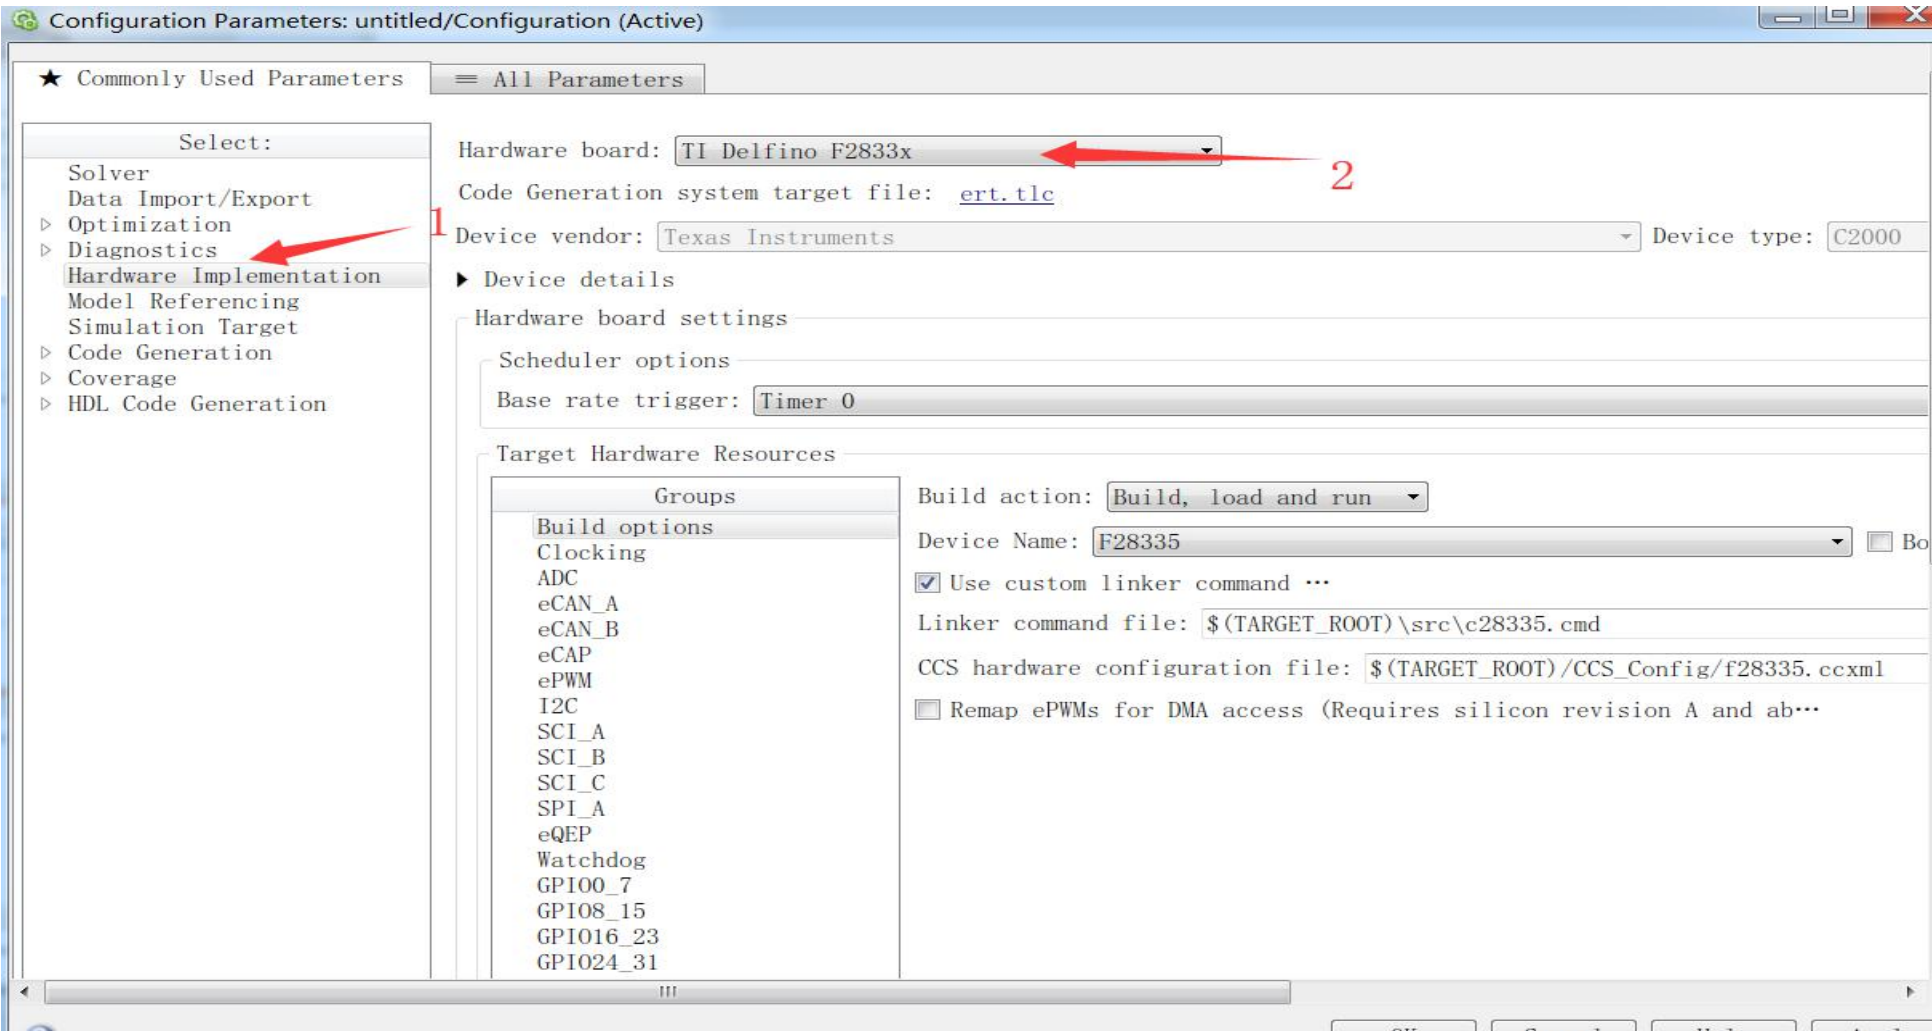 Configuration Parameters: untitled/Configuration (Active)
★ Commonly Used Parameters
≡ All Parameters
Select:
Solver
Data Import/Export
Optimization
Diagnostics
Hardware Implementation
Model Referencing
Simulation Target
Code Generation
Coverage
HDL Code Generation
1
Hardware board: TI Delfino F2833x
2
Code Generation system target file: ert.tlc
Device vendor: Texas Instruments Device type: C2000
Device details
Hardware board settings
Scheduler options
Base rate trigger: Timer 0
Target Hardware Resources
Groups
Build options
Clocking
ADC
eCAN_A
eCAN_B
eCAP
ePWM
I2C
SCI_A
SCI_B
SCI_C
SPI_A
eQEP
Watchdog
GPIO0_7
GPIO8_15
GPIO16_23
GPIO24_31
Build action: Build, load and run
Device Name: F28335 Bo
Use custom linker command ···
Linker command file: $(TARGET_ROOT)\src\c28335.cmd
CCS hardware configuration file: $(TARGET_ROOT)/CCS_Config/f28335.ccxml
Remap ePWMs for DMA access (Requires silicon revision A and ab···